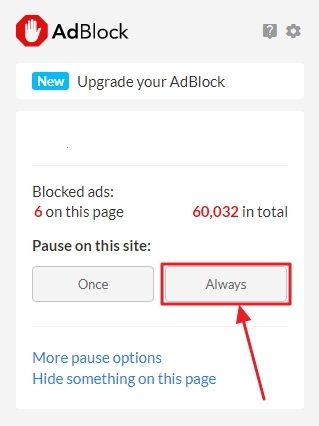 AdBlock
New Upgrade your AdBlock
Blocked ads:
6 on this page 60,032 in total
Pause on this site:
Once Always
More pause options
Hide something on this page